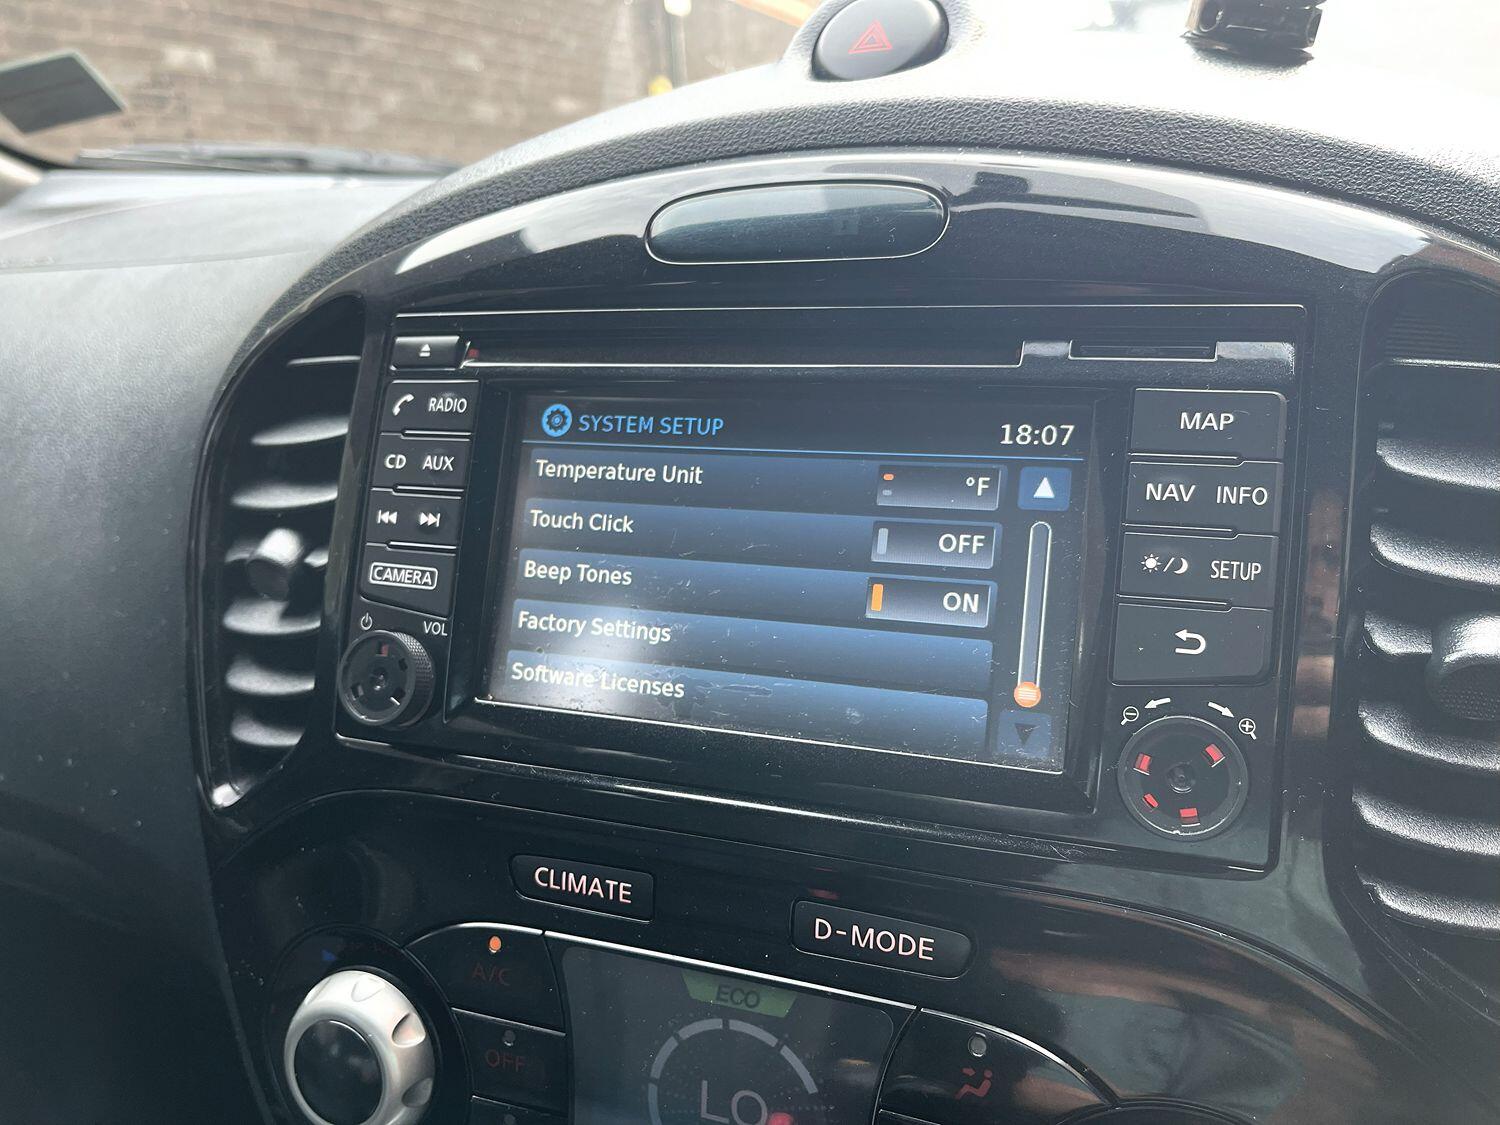 RADIO
CD AUX
CAMERA
VOL
SYSTEM SETUP
18:07
Temperature Unit °F
Touch Click OFF
Beep Tones ON
Factory Settings
Software Licenses
MAP
NAV INFO
SETUP
CLIMATE
D-MODE
A/C
OFF
ECO
LO